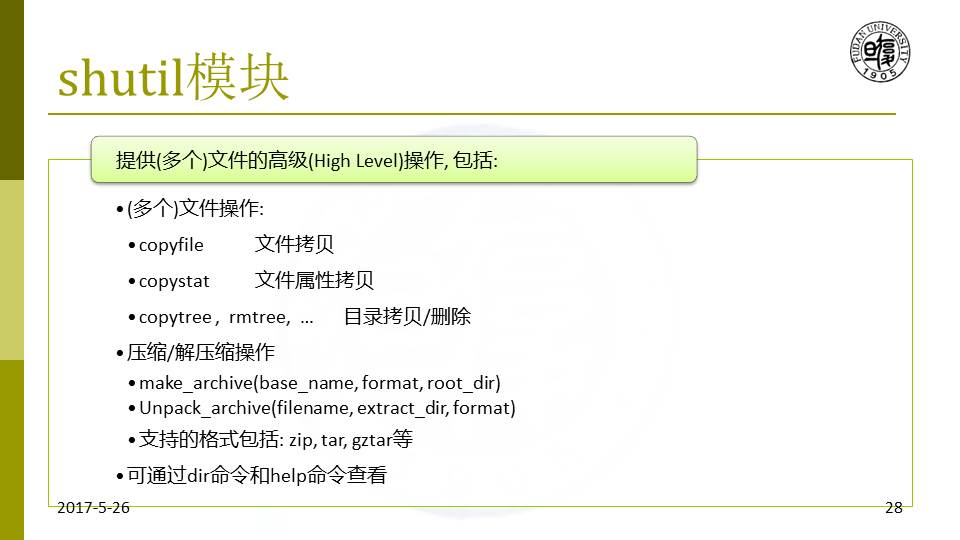 shutil模块
FUDAN UNIVERSITY
1905
提供(多个)文件的高级(High Level)操作, 包括:
•(多个)文件操作:
•copyfile 文件拷贝
•copystat 文件属性拷贝
•copytree , rmtree, ... 目录拷贝/删除
•压缩/解压缩操作
•make_archive(base_name, format, root_dir)
•Unpack_archive(filename, extract_dir, format)
•支持的格式包括: zip, tar, gztar等
•可通过dir命令和help命令查看
2017-5-26
28